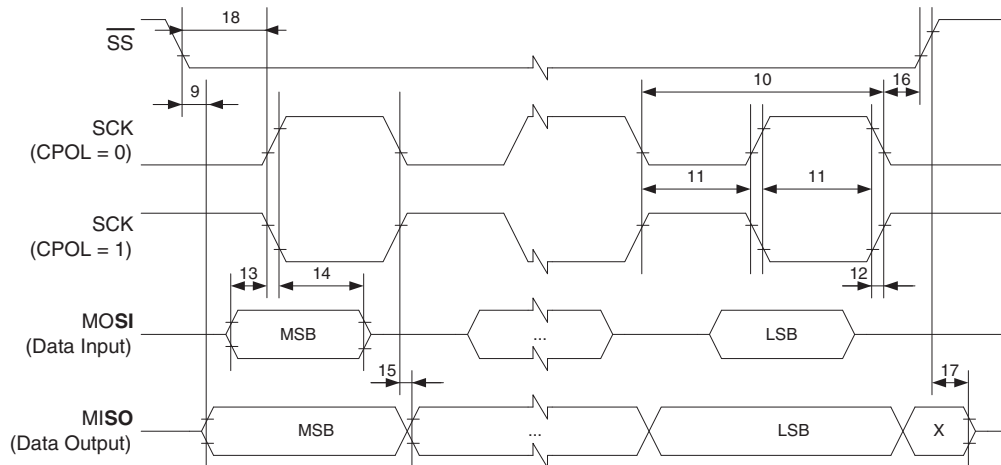 18
SS
9
10
16
SCK
(CPOL = 0)
11
11
SCK
(CPOL = 1)
13
14
12
MOSI
(Data Input)
MSB
...
LSB
15
17
MISO
(Data Output)
MSB
...
LSB
X